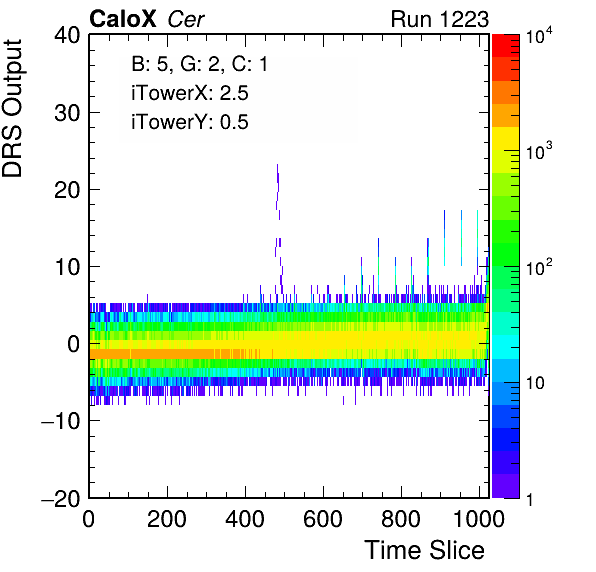 CaloX Cer Run 1223
DRS Output
B: 5, G: 2, C: 1
iTowerX: 2.5
iTowerY: 0.5
40
30
20
10
0
−10
−20
0 200 400 600 800 1000
Time Slice
10^4
10^3
10^2
10
1